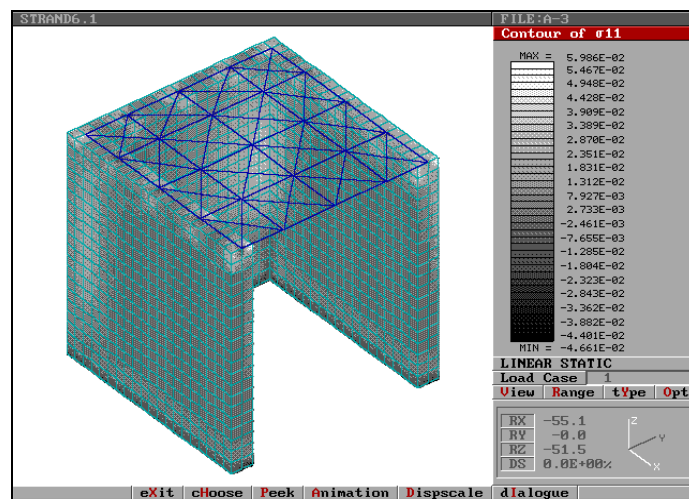 STRAND6.1 FILE:A-3
Contour of σ11
MAX = 5.986E-02
5.467E-02
4.948E-02
4.428E-02
3.909E-02
3.389E-02
2.870E-02
2.351E-02
1.831E-02
1.312E-02
7.927E-03
2.733E-03
-2.461E-03
-7.655E-03
-1.285E-02
-1.804E-02
-2.323E-02
-2.843E-02
-3.362E-02
-3.882E-02
-4.401E-02
MIN = -4.661E-02
LINEAR STATIC
Load Case 1
View Range tYpe Opt
RX -55.1
RY -0.0
RZ -51.5
DS 0.0E+00%
Z
Y
X
eXit cHoose Peek Animation Dispscale dIalogue